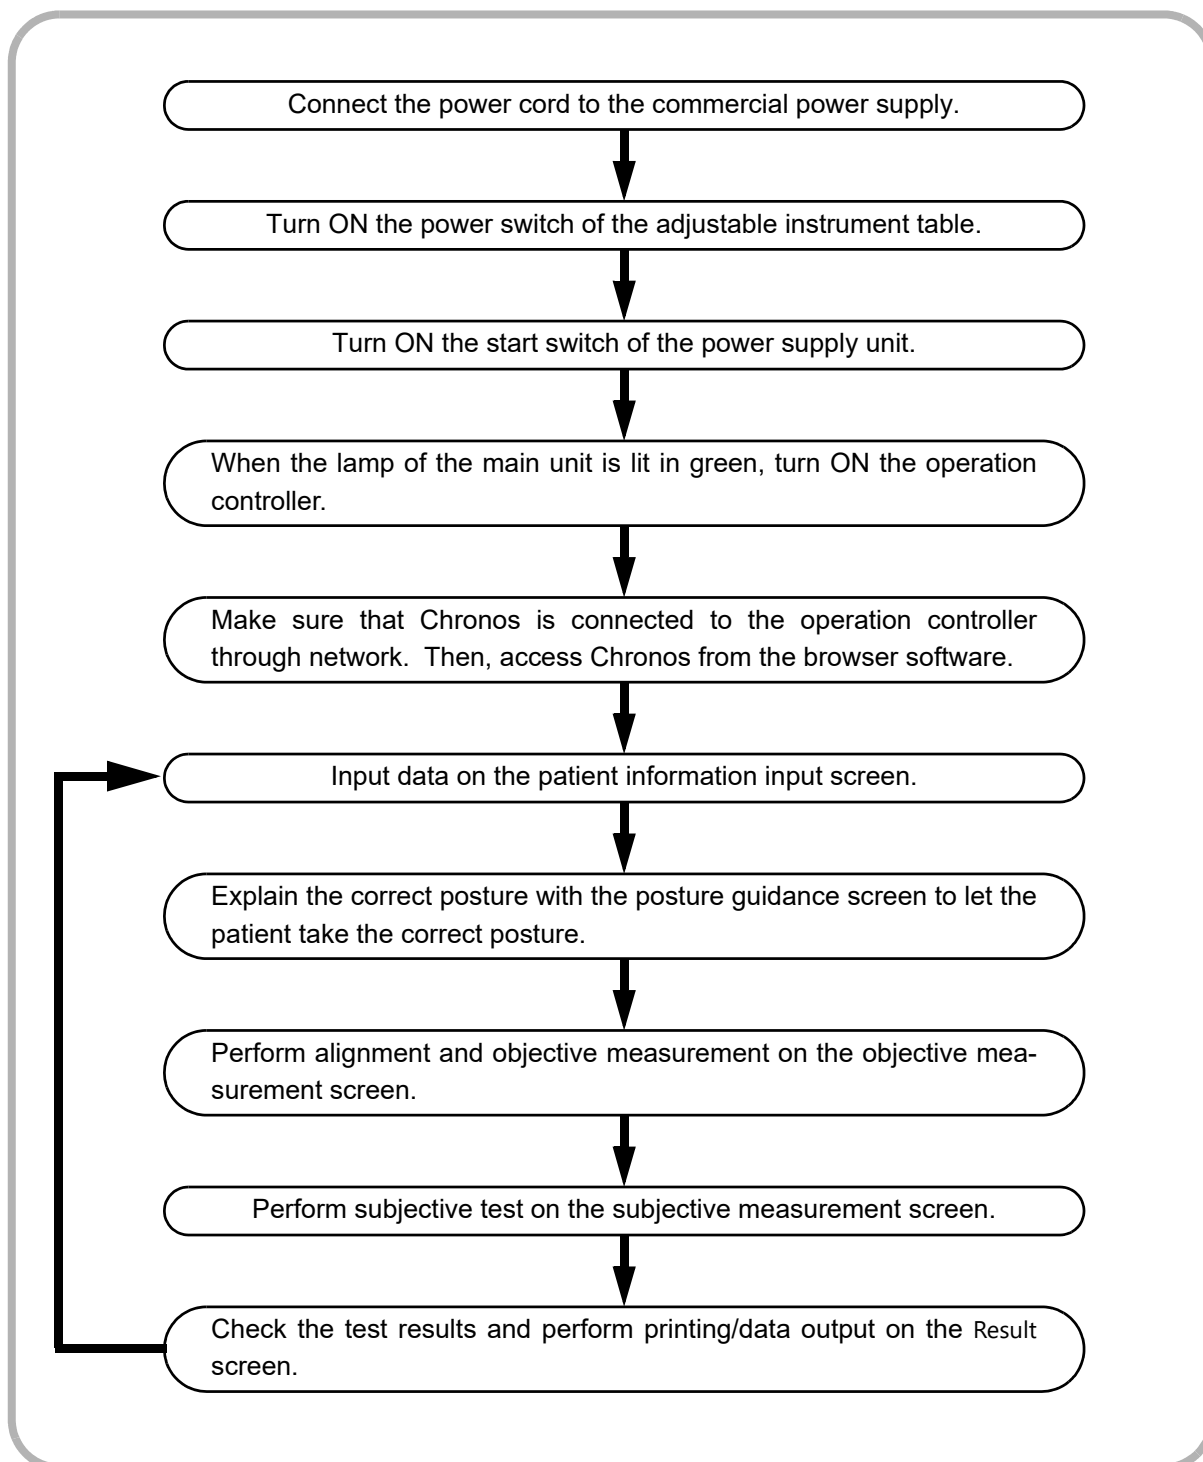 Connect the power cord to the commercial power supply.
Turn ON the power switch of the adjustable instrument table.
Turn ON the start switch of the power supply unit.
When the lamp of the main unit is lit in green, turn ON the operation
controller.
Make sure that Chronos is connected to the operation controller
through network. Then, access Chronos from the browser software.
Input data on the patient information input screen.
Explain the correct posture with the posture guidance screen to let the
patient take the correct posture.
Perform alignment and objective measurement on the objective mea-
surement screen.
Perform subjective test on the subjective measurement screen.
Check the test results and perform printing/data output on the Result
screen.